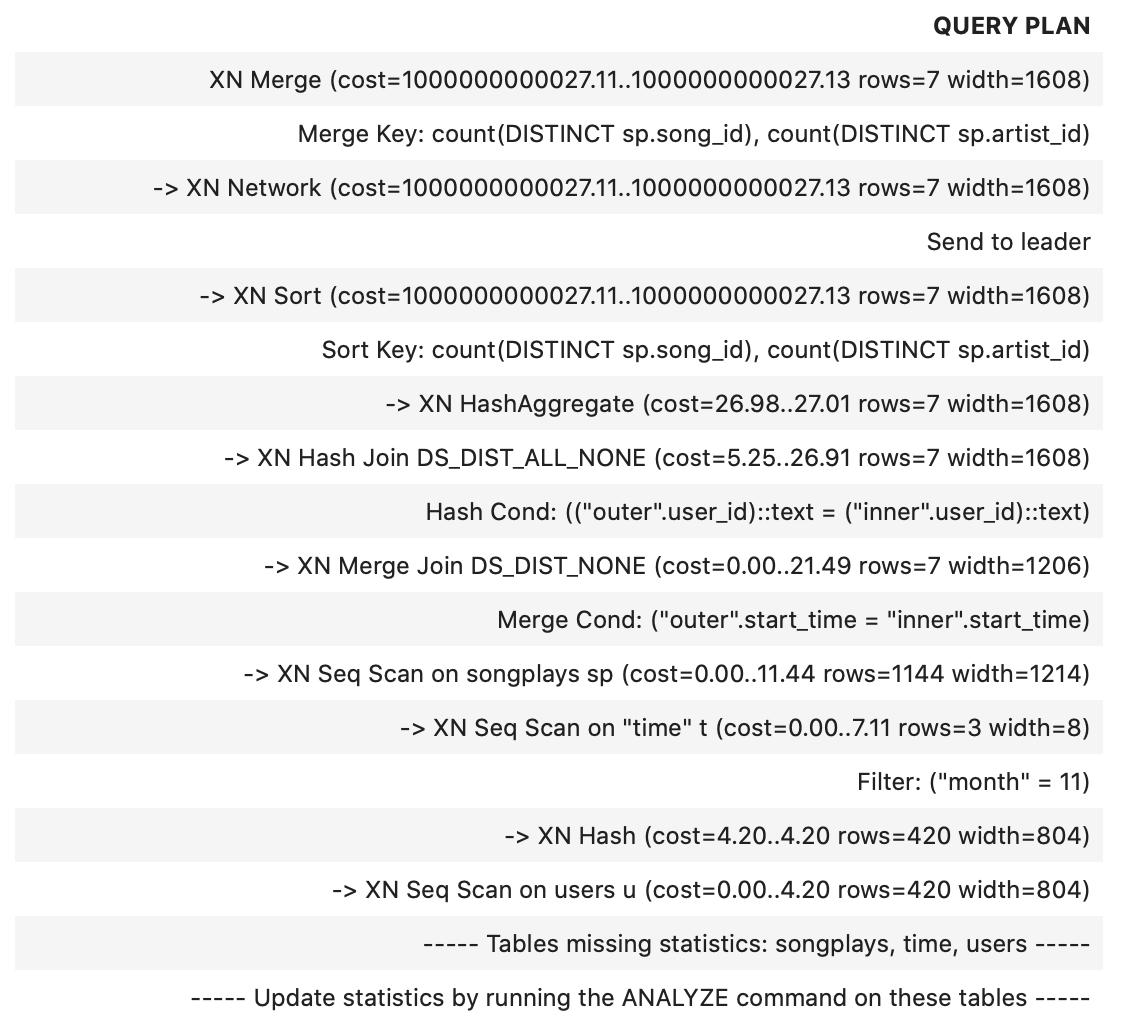 QUERY PLAN
XN Merge (cost=1000000000027.11..1000000000027.13 rows=7 width=1608)
Merge Key: count(DISTINCT sp.song_id), count(DISTINCT sp.artist_id)
-> XN Network (cost=1000000000027.11..1000000000027.13 rows=7 width=1608)
Send to leader
-> XN Sort (cost=1000000000027.11..1000000000027.13 rows=7 width=1608)
Sort Key: count(DISTINCT sp.song_id), count(DISTINCT sp.artist_id)
-> XN HashAggregate (cost=26.98..27.01 rows=7 width=1608)
-> XN Hash Join DS_DIST_ALL_NONE (cost=5.25..26.91 rows=7 width=1608)
Hash Cond: (("outer".user_id)::text = ("inner".user_id)::text)
-> XN Merge Join DS_DIST_NONE (cost=0.00..21.49 rows=7 width=1206)
Merge Cond: ("outer".start_time = "inner".start_time)
-> XN Seq Scan on songplays sp (cost=0.00..11.44 rows=1144 width=1214)
-> XN Seq Scan on "time" t (cost=0.00..7.11 rows=3 width=8)
Filter: ("month" = 11)
-> XN Hash (cost=4.20..4.20 rows=420 width=804)
-> XN Seq Scan on users u (cost=0.00..4.20 rows=420 width=804)
----- Tables missing statistics: songplays, time, users -----
----- Update statistics by running the ANALYZE command on these tables -----